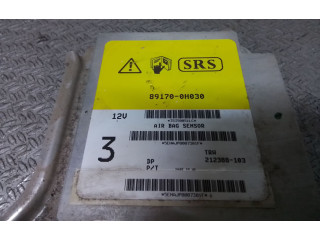 SRS
89170-0H030
12V
AIR BAG SENSOR
3
TRW
DP
212388-103
P/T